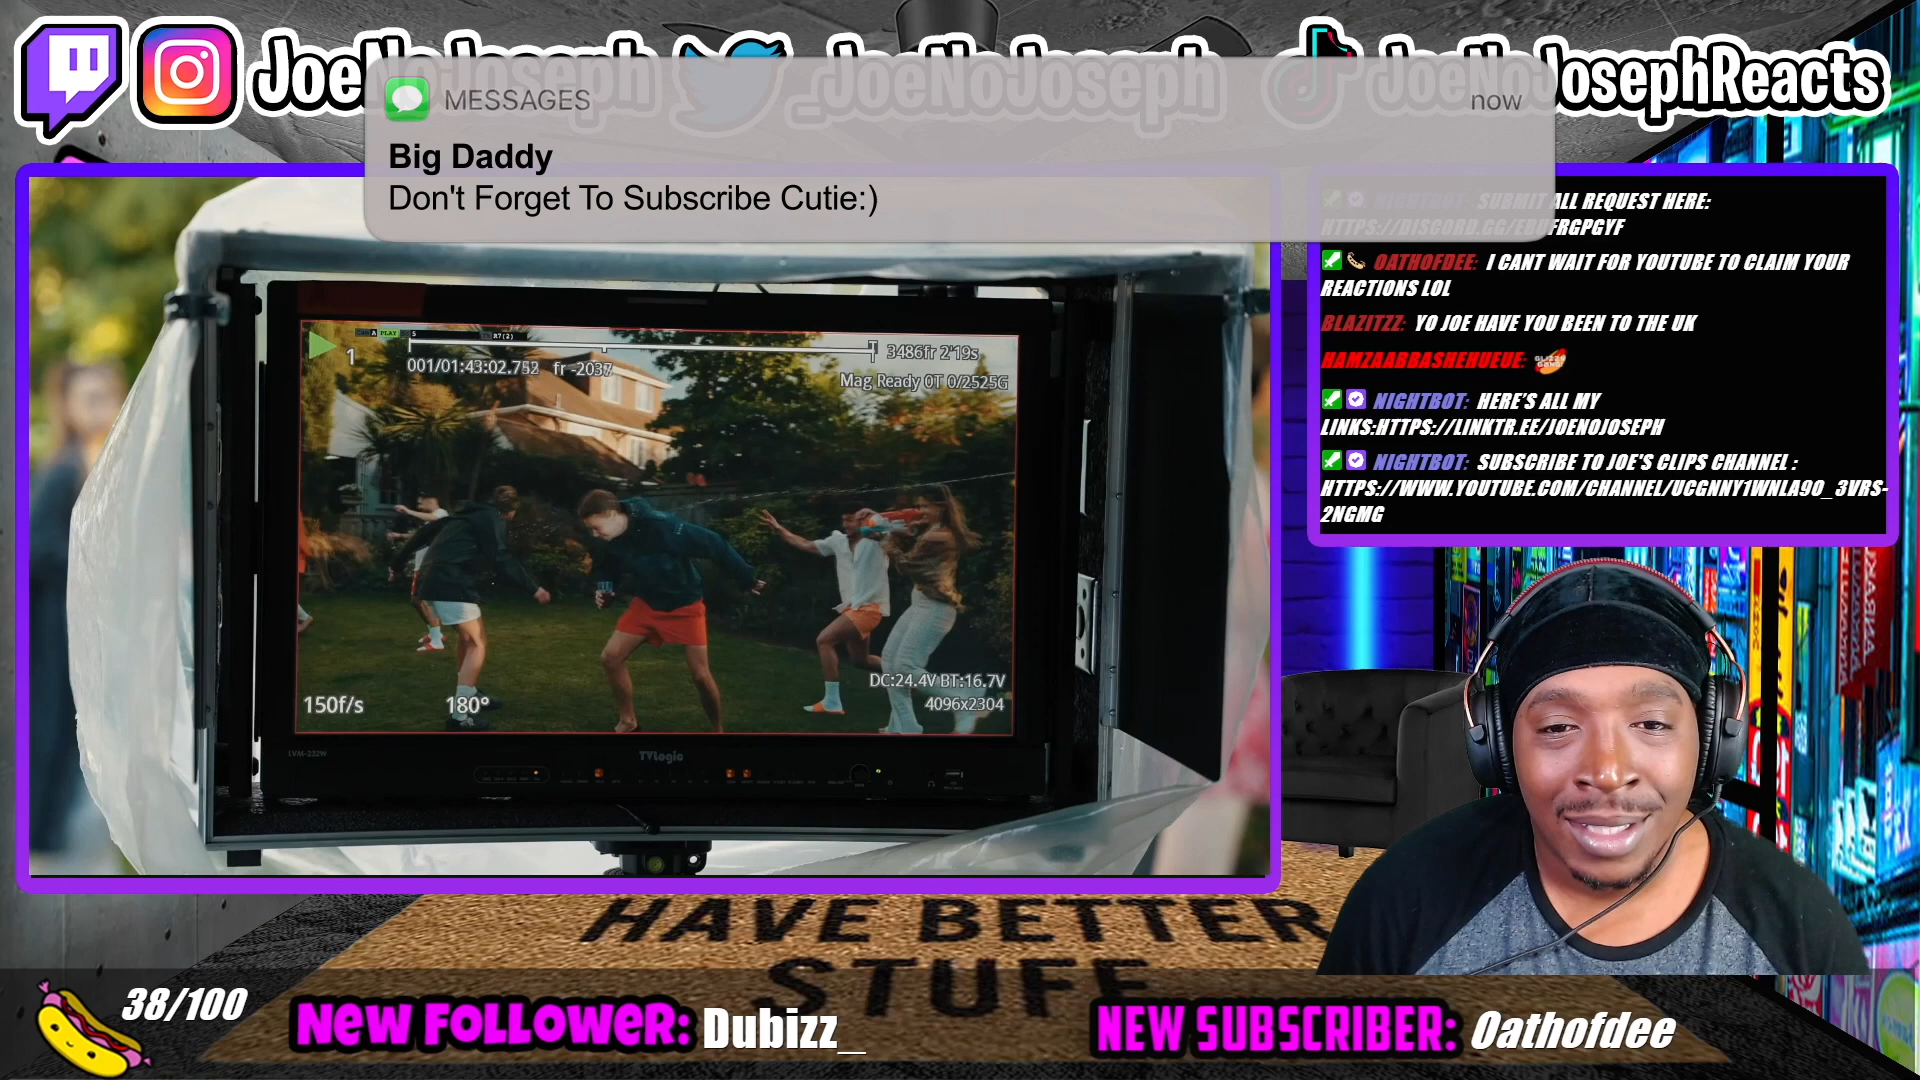 JoeNoJoseph
_JoeNoJoseph
JoeNoJosephReacts
MESSAGES
now
Big Daddy
Don't Forget To Subscribe Cutie:)
SUBMIT ALL REQUEST HERE:
OATHOFDEE: I CANT WAIT FOR YOUTUBE TO CLAIM YOUR
REACTIONS LOL
BLAZITZZ: YO JOE HAVE YOU BEEN TO THE UK
HAMZAABBASHEHUEUE:
NIGHTBOT: HERE'S ALL MY
LINKS:HTTPS://LINKTR.EE/JOENOJOSEPH
NIGHTBOT: SUBSCRIBE TO JOE'S CLIPS CHANNEL :
HTTPS://WWW.YOUTUBE.COM/CHANNEL/UCGNNY1WNLA9O_3VRS-
2NGMG
PLAY
1
3486fr 2"19s
001/01:43:02.752 fr -2037
Mag Ready 0T 0/2525G
DC:24.4V BT:16.7V
150f/s
180°
4096x2304
TVLogic
HAVE BETTER
STUFF
38/100
NEW FOLLOWER: Dubizz_
NEW SUBSCRIBER: Oathofdee